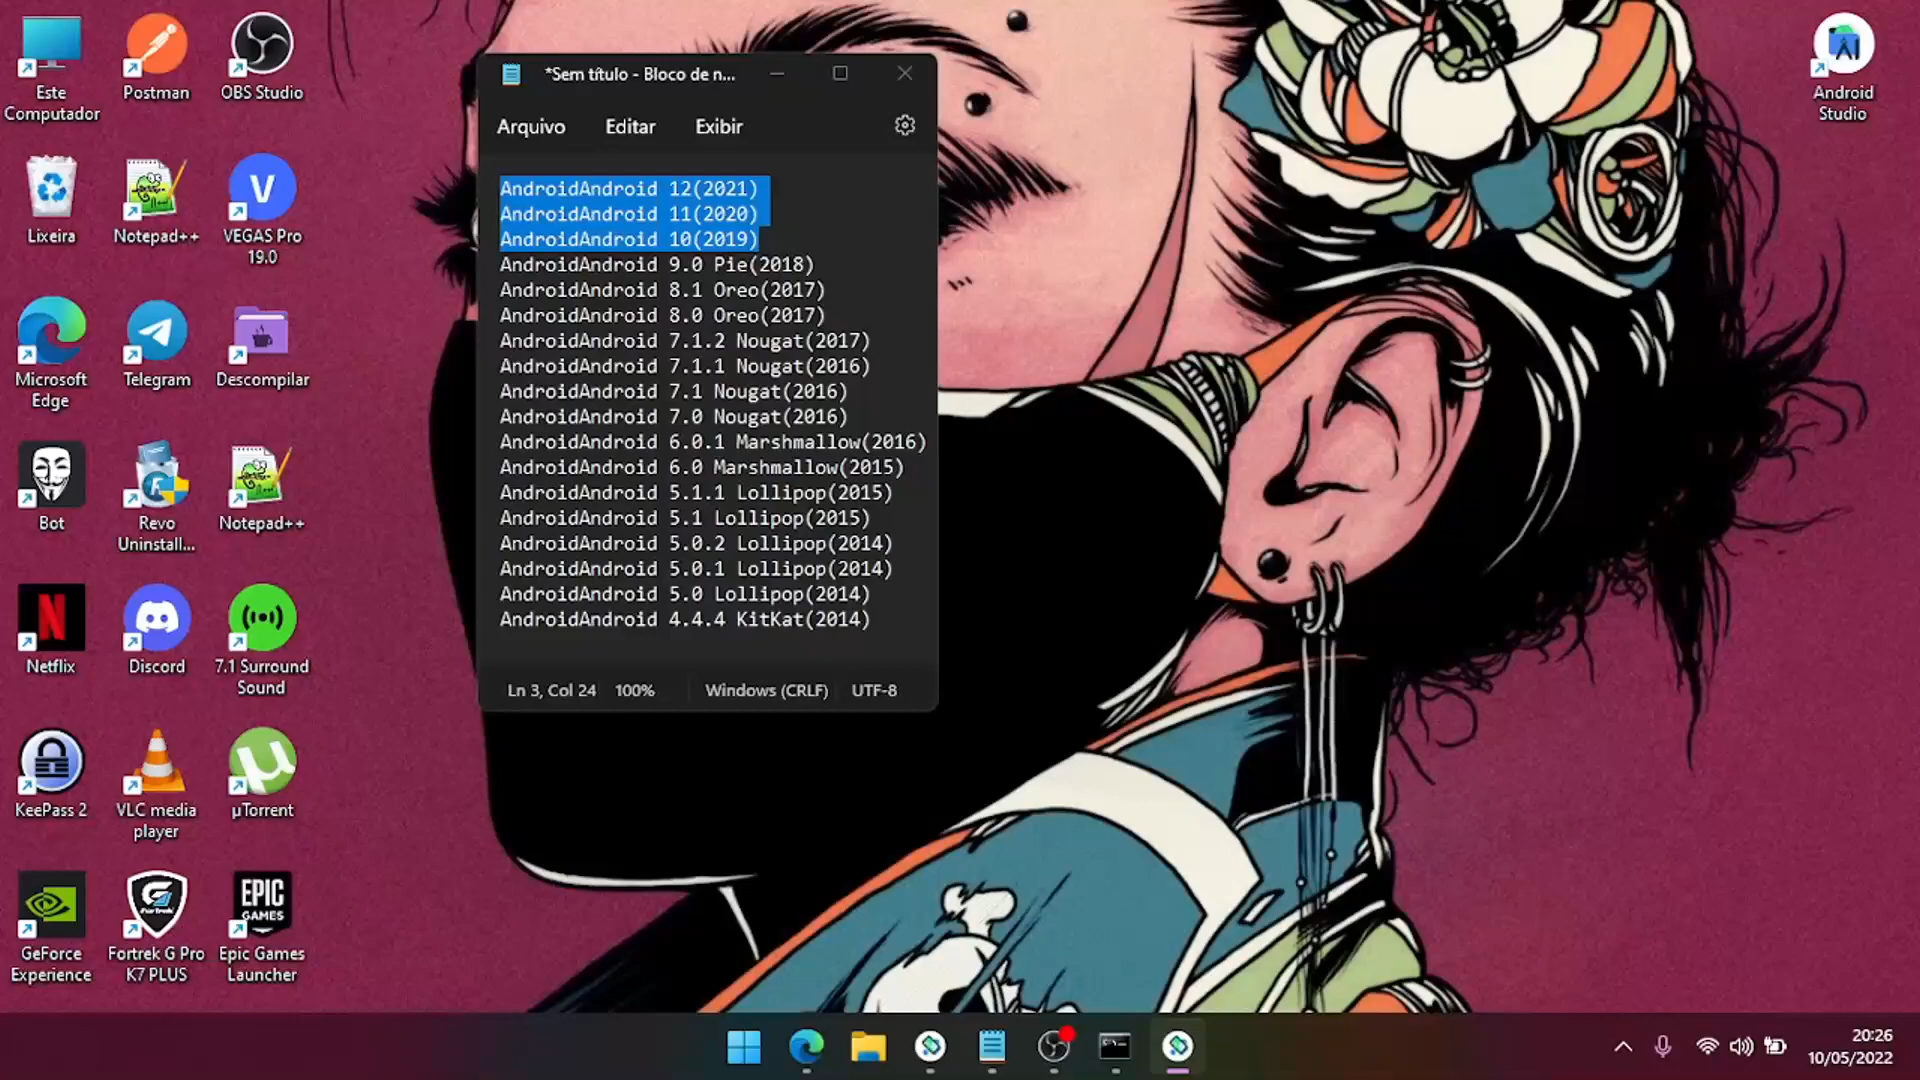 Este
Computador
Postman
OBS Studio
Lixeira
Notepad++
VEGAS Pro
19.0
Microsoft
Edge
Telegram
Descompilar
Bot
Revo
Uninstall...
Notepad++
Netflix
Discord
7.1 Surround
Sound
KeePass 2
VLC media
player
µTorrent
GeForce
Experience
Fortrek G Pro
K7 PLUS
EPIC
GAMES
Epic Games
Launcher
*Sem título - Bloco de n...
Arquivo Editar Exibir
AndroidAndroid 12(2021)
AndroidAndroid 11(2020)
AndroidAndroid 10(2019)
AndroidAndroid 9.0 Pie(2018)
AndroidAndroid 8.1 Oreo(2017)
AndroidAndroid 8.0 Oreo(2017)
AndroidAndroid 7.1.2 Nougat(2017)
AndroidAndroid 7.1.1 Nougat(2016)
AndroidAndroid 7.1 Nougat(2016)
AndroidAndroid 7.0 Nougat(2016)
AndroidAndroid 6.0.1 Marshmallow(2016)
AndroidAndroid 6.0 Marshmallow(2015)
AndroidAndroid 5.1.1 Lollipop(2015)
AndroidAndroid 5.1 Lollipop(2015)
AndroidAndroid 5.0.2 Lollipop(2014)
AndroidAndroid 5.0.1 Lollipop(2014)
AndroidAndroid 5.0 Lollipop(2014)
AndroidAndroid 4.4.4 KitKat(2014)
Ln 3, Col 24 100% Windows (CRLF) UTF-8
Android
Studio
20:26
10/05/2022